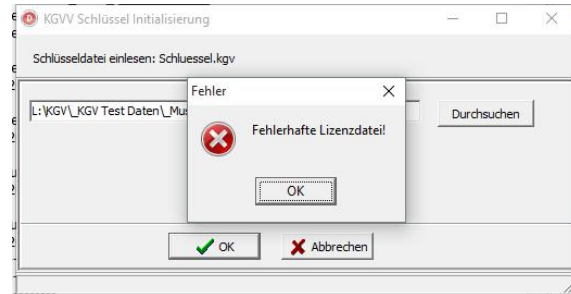 KGVV Schlüssel Initialisierung
Schlüsseldatei einlesen: Schluessel.kgv
Fehler
L:\KGV\_KGV Test Daten\_Mus
Durchsuchen
Fehlerhafte Lizenzdatei!
OK
OK
Abbrechen